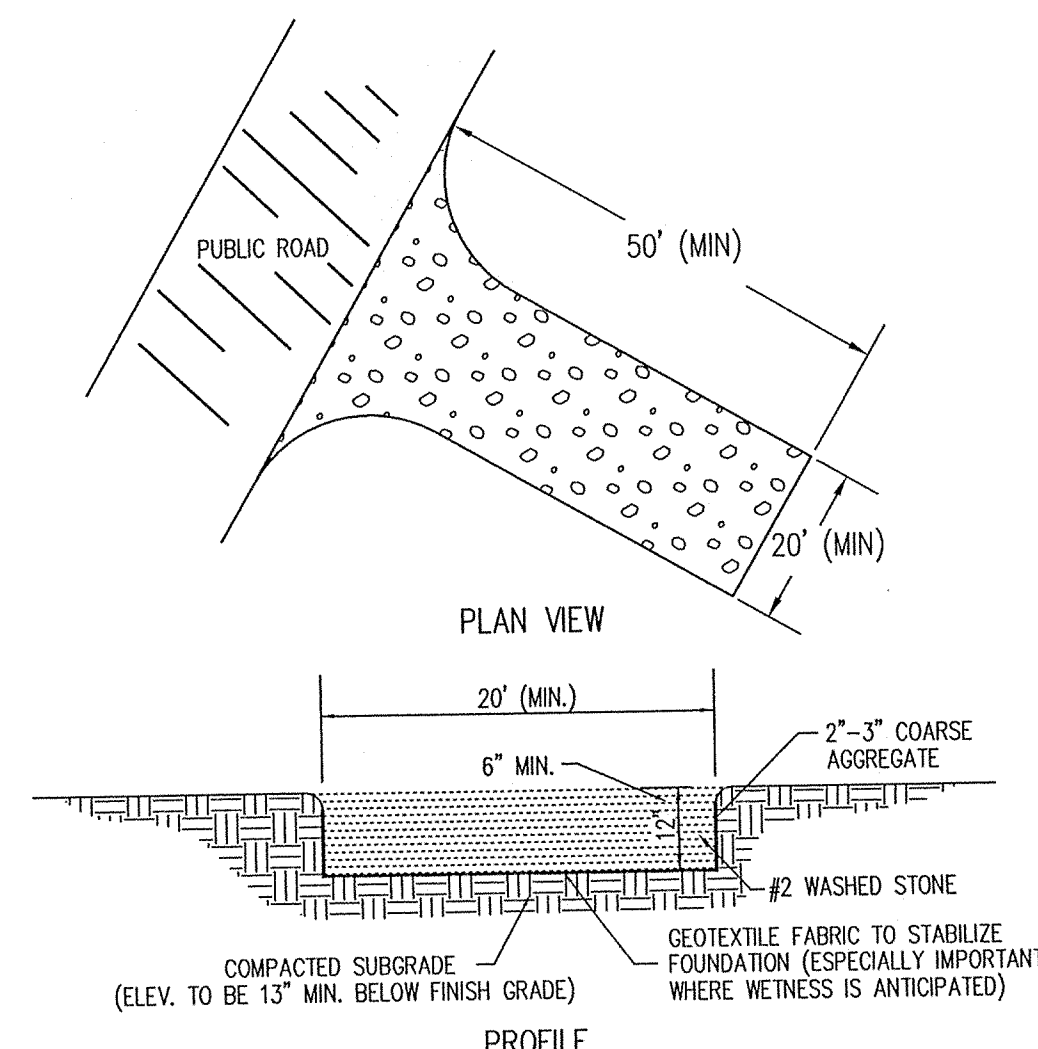 PUBLIC ROAD
50' (MIN)
20' (MIN)
PLAN VIEW
20' (MIN.)
2"-3" COARSE
AGGREGATE
6" MIN.
12"
#2 WASHED STONE
COMPACTED SUBGRADE
(ELEV. TO BE 13" MIN. BELOW FINISH GRADE)
GEOTEXTILE FABRIC TO STABILIZE
FOUNDATION (ESPECIALLY IMPORTANT
WHERE WETNESS IS ANTICIPATED)
PROFILE